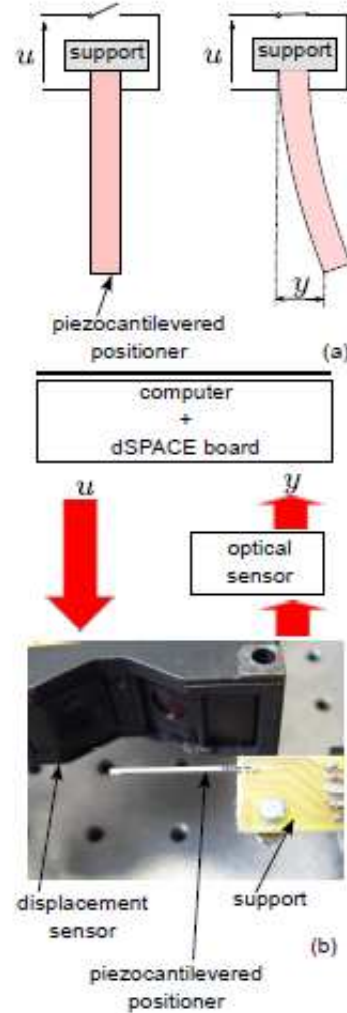 u
support
u
support
y
piezocantilevered
positioner
(a)
computer
+
dSPACE board
u
y
optical
sensor
displacement
sensor
support
piezocantilevered
positioner
(b)